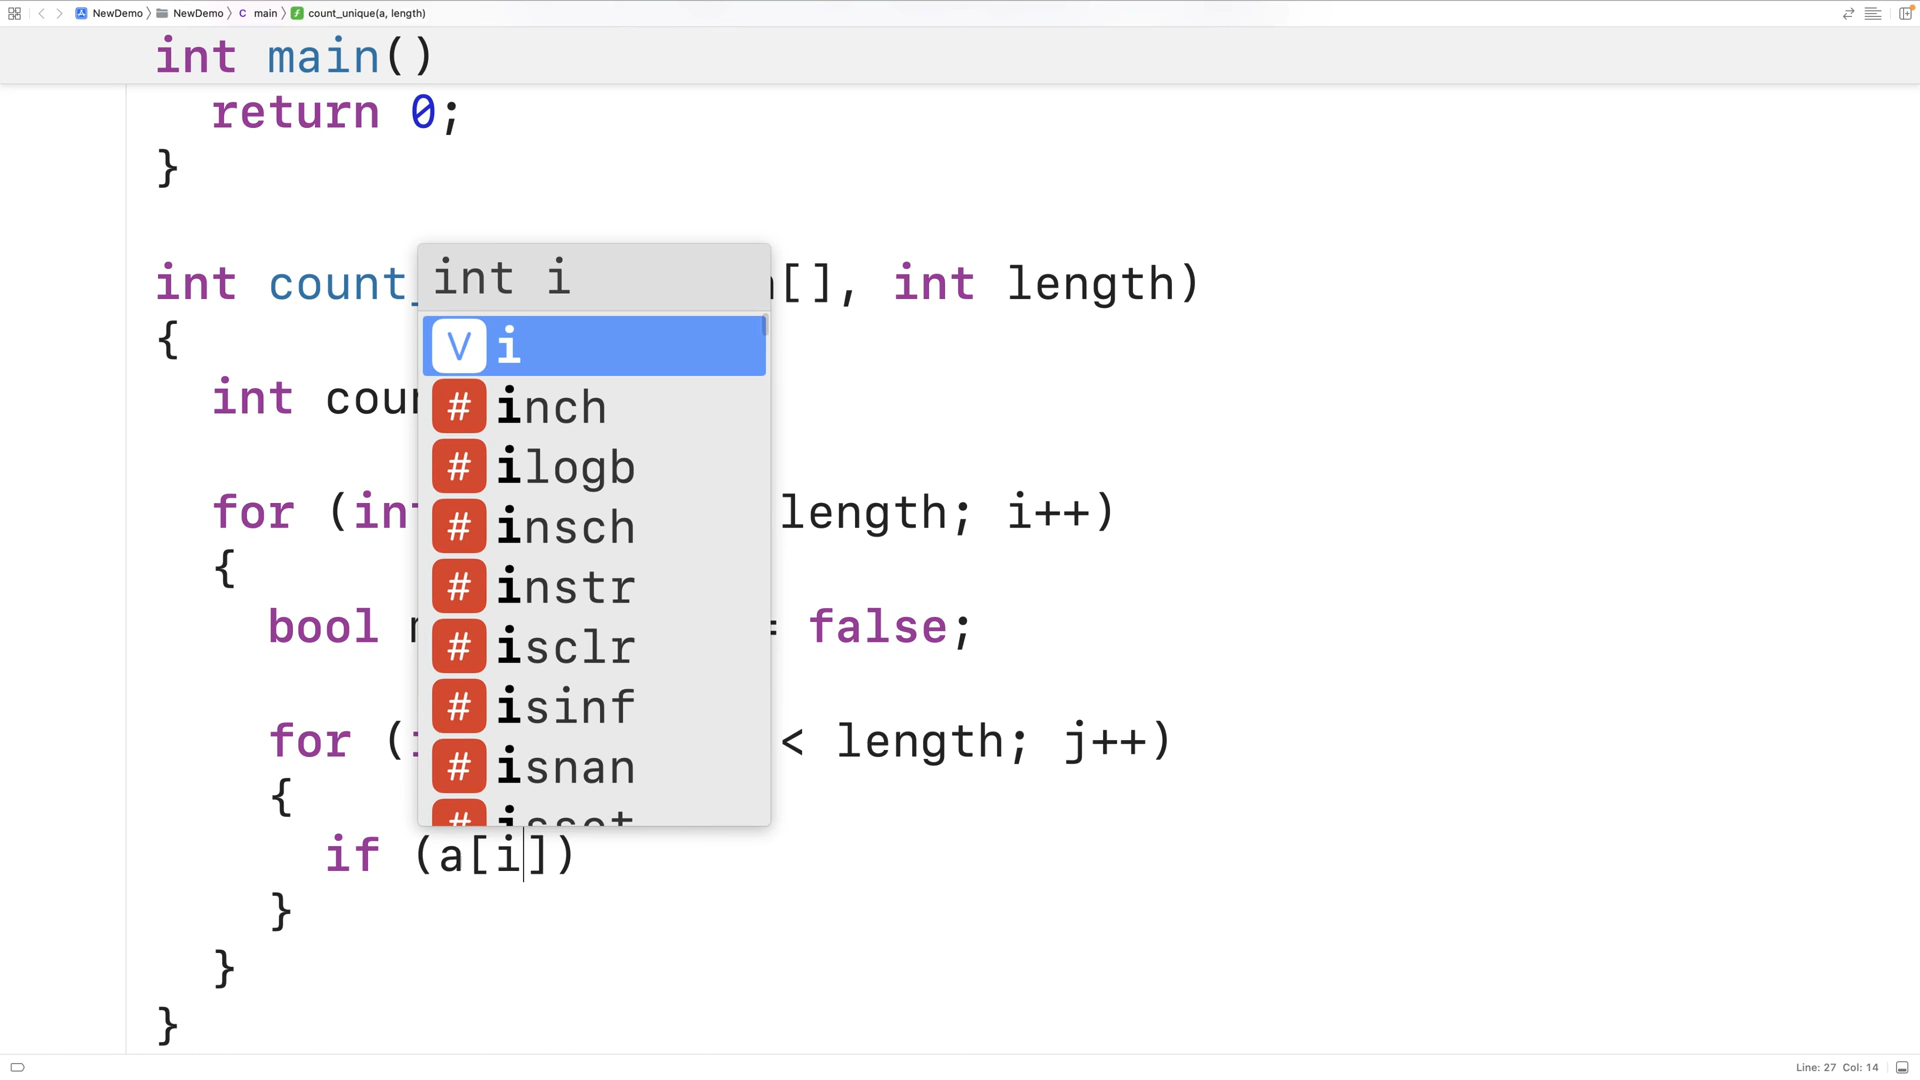 NewDemo NewDemo C main f count_unique(a, length)
int main()
return 0;
}
int count_ [], int length)
{
int cou
for (in length; i++)
{
bool = false;
for ( < length; j++)
{
if (a[i])
}
}
}
int i
V i
# inch
# ilogb
# insch
# instr
# isclr
# isinf
# isnan
# isset
Line: 27 Col: 14